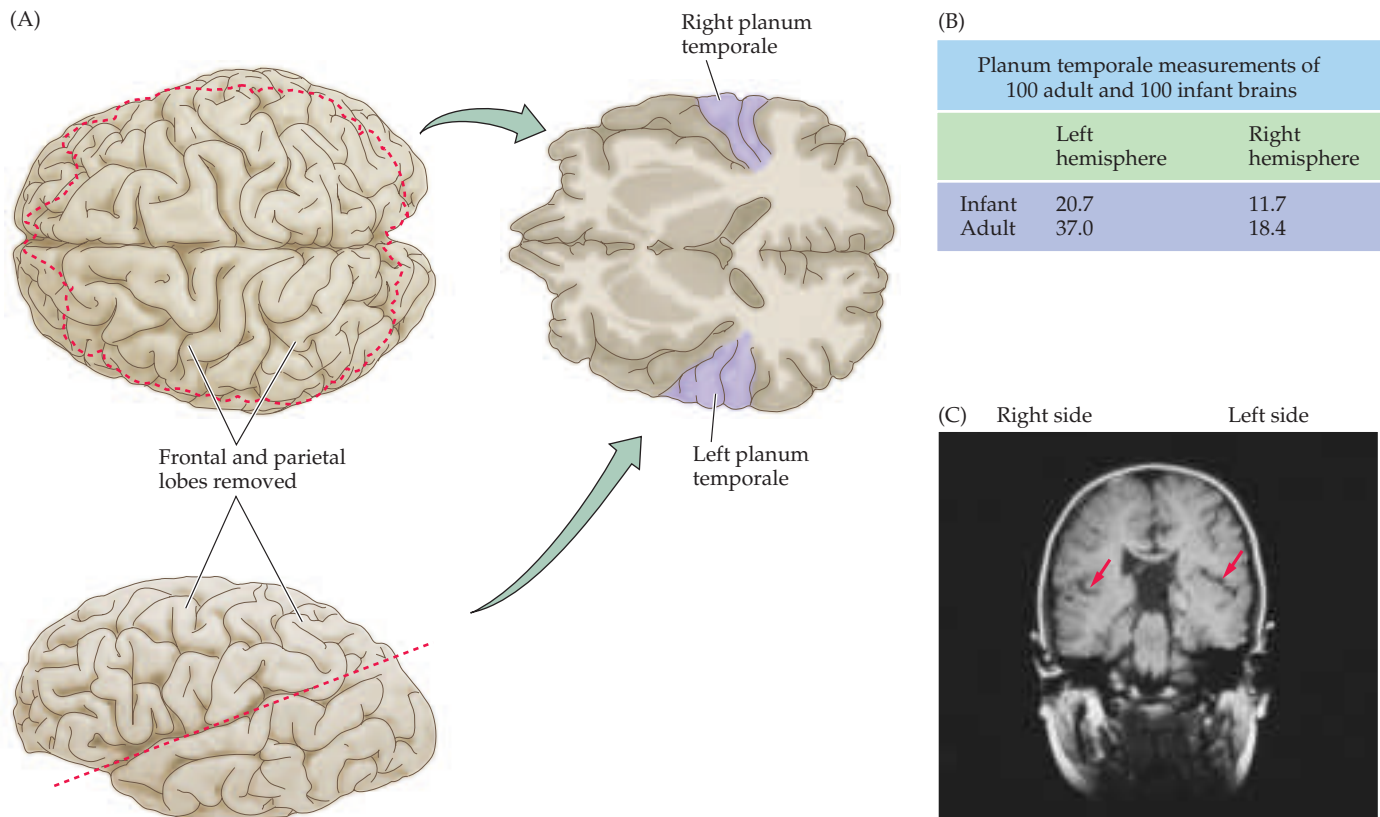 (A)
Right planum
temporale
Frontal and parietal
lobes removed
Left planum
temporale
(B)
Planum temporale measurements of
100 adult and 100 infant brains
Left hemisphere Right hemisphere
Infant 20.7 11.7
Adult 37.0 18.4
(C) Right side Left side